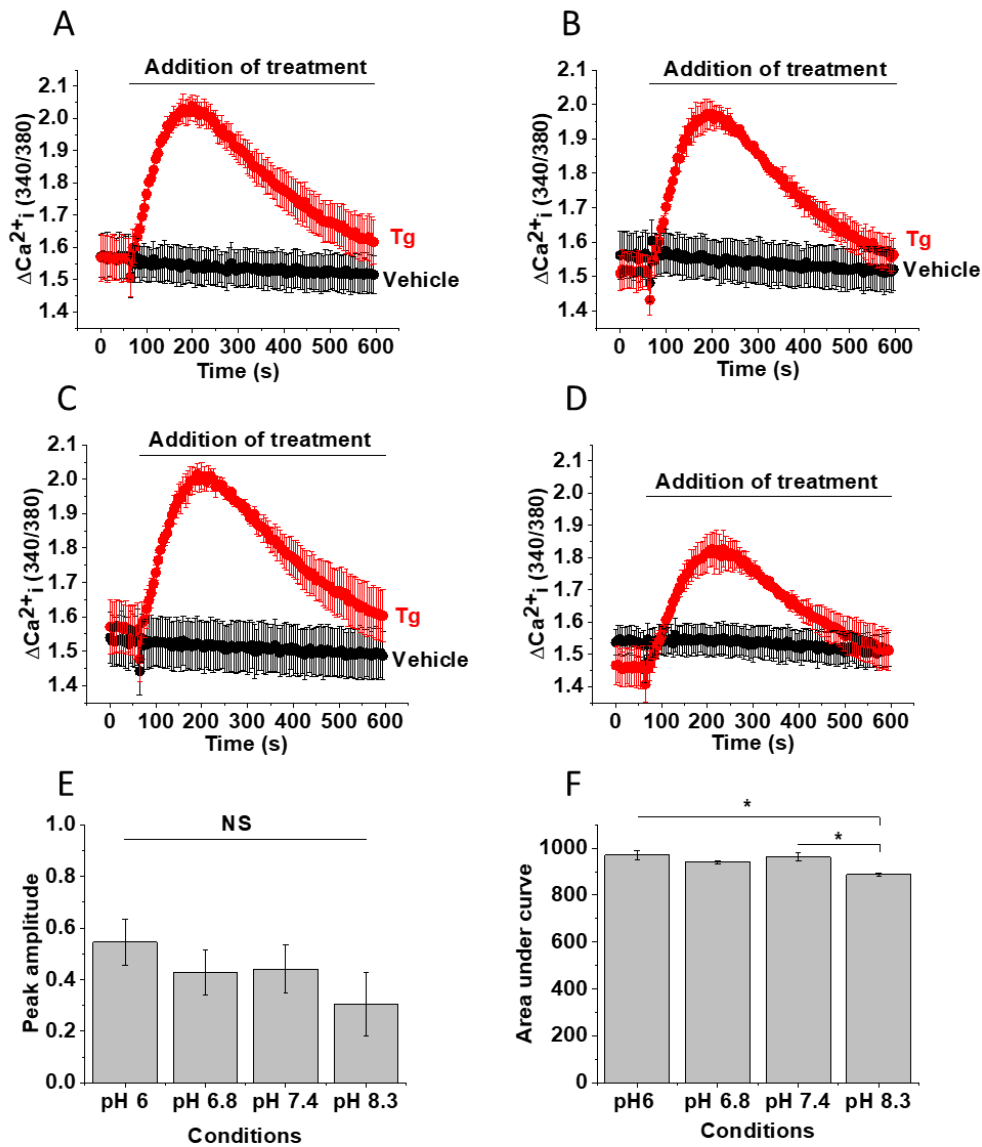 A
Addition of treatment
2.1
2.0
1.9
1.8
1.7
1.6
1.5
1.4
ΔCa2+i (340/380)
Tg
Vehicle
0 100 200 300 400 500 600
Time (s)
B
Addition of treatment
2.1
2.0
1.9
1.8
1.7
1.6
1.5
1.4
ΔCa2+i (340/380)
Tg
Vehicle
0 100 200 300 400 500 600
Time (s)
C
Addition of treatment
2.1
2.0
1.9
1.8
1.7
1.6
1.5
1.4
ΔCa2+i (340/380)
Tg
Vehicle
0 100 200 300 400 500 600
Time (s)
D
Addition of treatment
2.1
2.0
1.9
1.8
1.7
1.6
1.5
1.4
ΔCa2+i (340/380)
0 100 200 300 400 500 600
Time (s)
E
NS
1.0
0.8
0.6
0.4
0.2
0.0
Peak amplitude
pH 6 pH 6.8 pH 7.4 pH 8.3
Conditions
F
*
*
1000
800
600
400
200
0
Area under curve
pH6 pH 6.8 pH 7.4 pH 8.3
Conditions